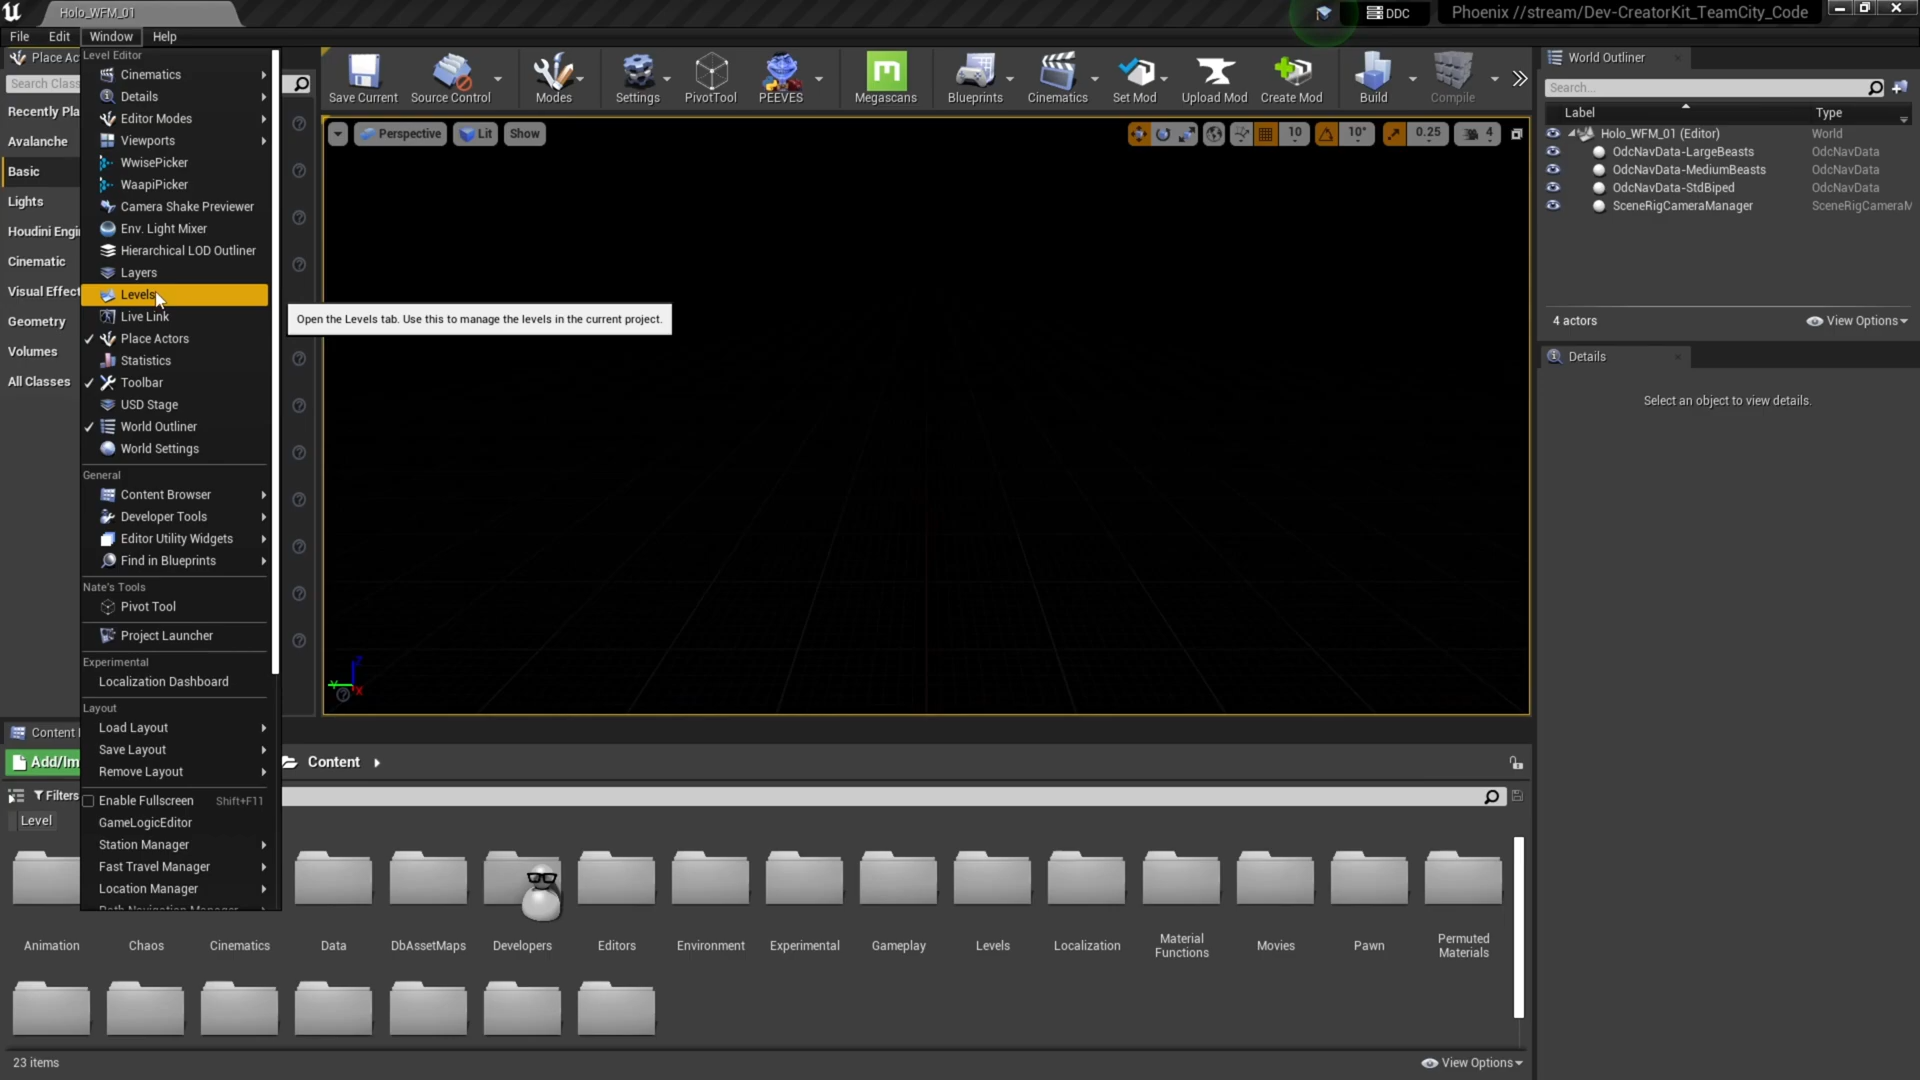 Holo_WFM_01
DDC
Phoenix //stream/Dev-CreatorKit_TeamCity_Code
File Edit Window Help
Place Ac
Search Clas
Recently Pla
Avalanche
Basic
Lights
Houdini Engi
Cinematic
Visual Effect
Geometry
Volumes
All Classes
Level Editor
Cinematics
Details
Editor Modes
Viewports
WwisePicker
WaapiPicker
Camera Shake Previewer
Env. Light Mixer
Hierarchical LOD Outliner
Layers
Levels
Live Link
Place Actors
Statistics
Toolbar
USD Stage
World Outliner
World Settings
General
Content Browser
Developer Tools
Editor Utility Widgets
Find in Blueprints
Nate's Tools
Pivot Tool
Project Launcher
Experimental
Localization Dashboard
Layout
Load Layout
Save Layout
Remove Layout
Enable Fullscreen Shift+F11
GameLogicEditor
Station Manager
Fast Travel Manager
Location Manager
Open the Levels tab. Use this to manage the levels in the current project.
Save Current
Source Control
Modes
Settings
PivotTool
PEEVES
Megascans
Blueprints
Cinematics
Set Mod
Upload Mod
Create Mod
Build
Compile
Perspective
Lit
Show
10
10°
0.25
4
Z
Y
X
World Outliner
Search...
Label Type
Holo_WFM_01 (Editor) World
OdcNavData-LargeBeasts OdcNavData
OdcNavData-MediumBeasts OdcNavData
OdcNavData-StdBiped OdcNavData
SceneRigCameraManager SceneRigCameraM
4 actors
View Options
Details
Select an object to view details.
Content
Add/Im
Content
Filters
Level
Animation
Chaos
Cinematics
Data
DbAssetMaps
Developers
Editors
Environment
Experimental
Gameplay
Levels
Localization
Material
Functions
Movies
Pawn
Permuted
Materials
23 items
View Options